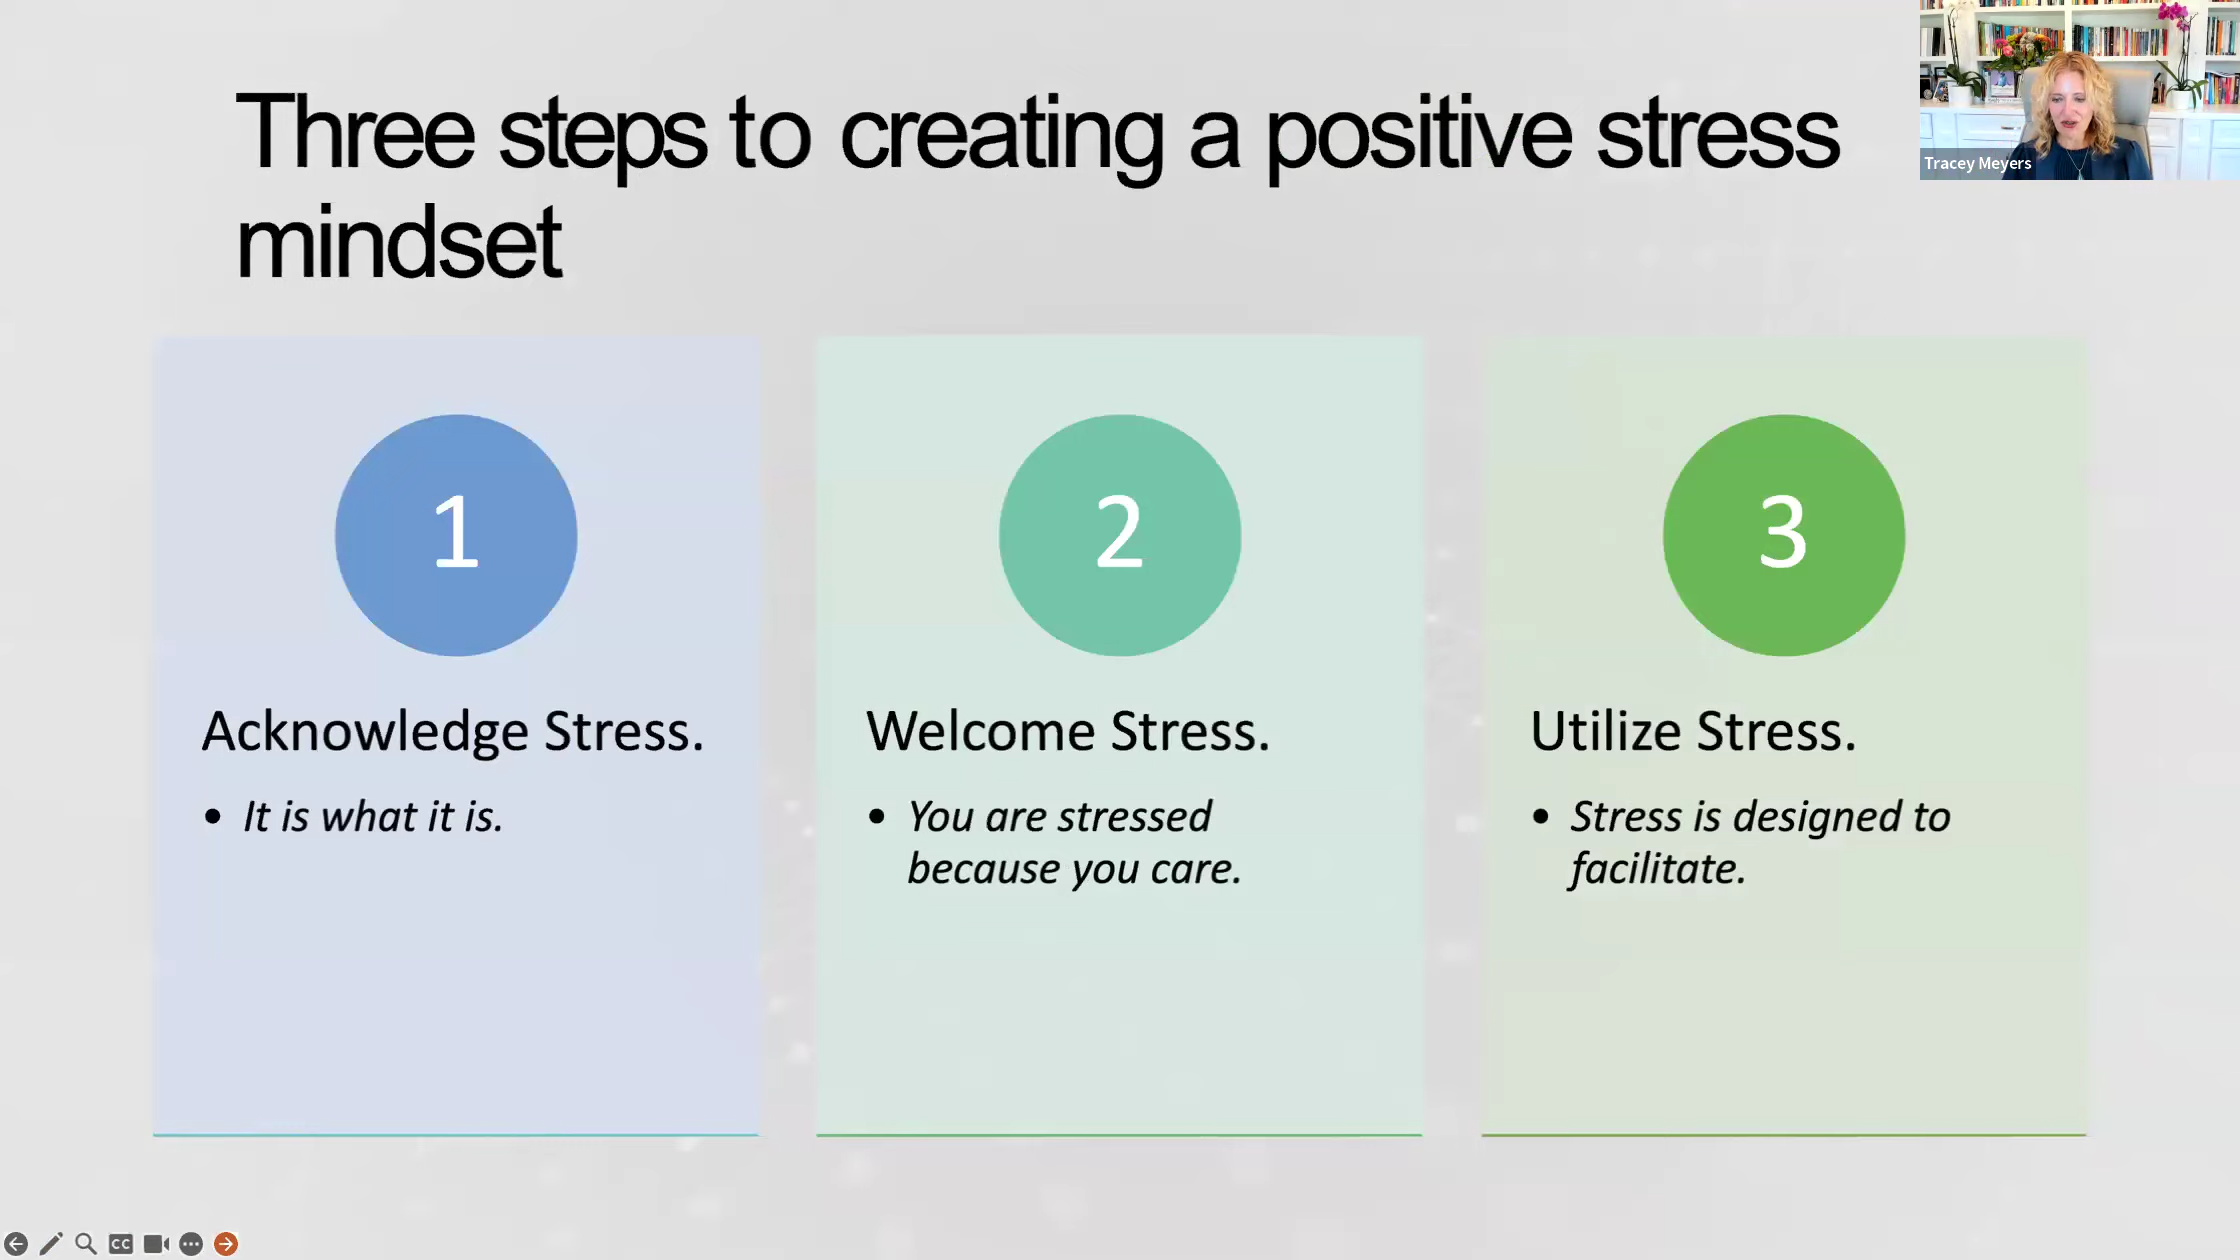 Three steps to creating a positive stress
mindset
Tracey Meyers
1
Acknowledge Stress.
• It is what it is.
2
Welcome Stress.
• You are stressed
because you care.
3
Utilize Stress.
• Stress is designed to
facilitate.
CC